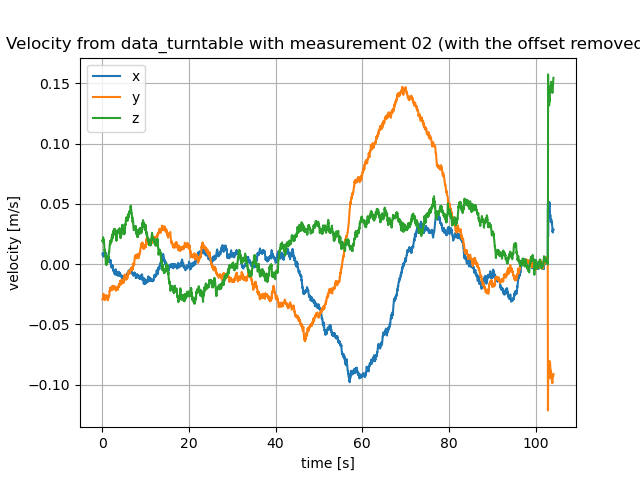 Velocity from data_turntable with measurement 02 (with the offset removed
x
y
z
0.15
0.10
0.05
0.00
−0.05
−0.10
velocity [m/s]
0
20
40
60
80
100
time [s]